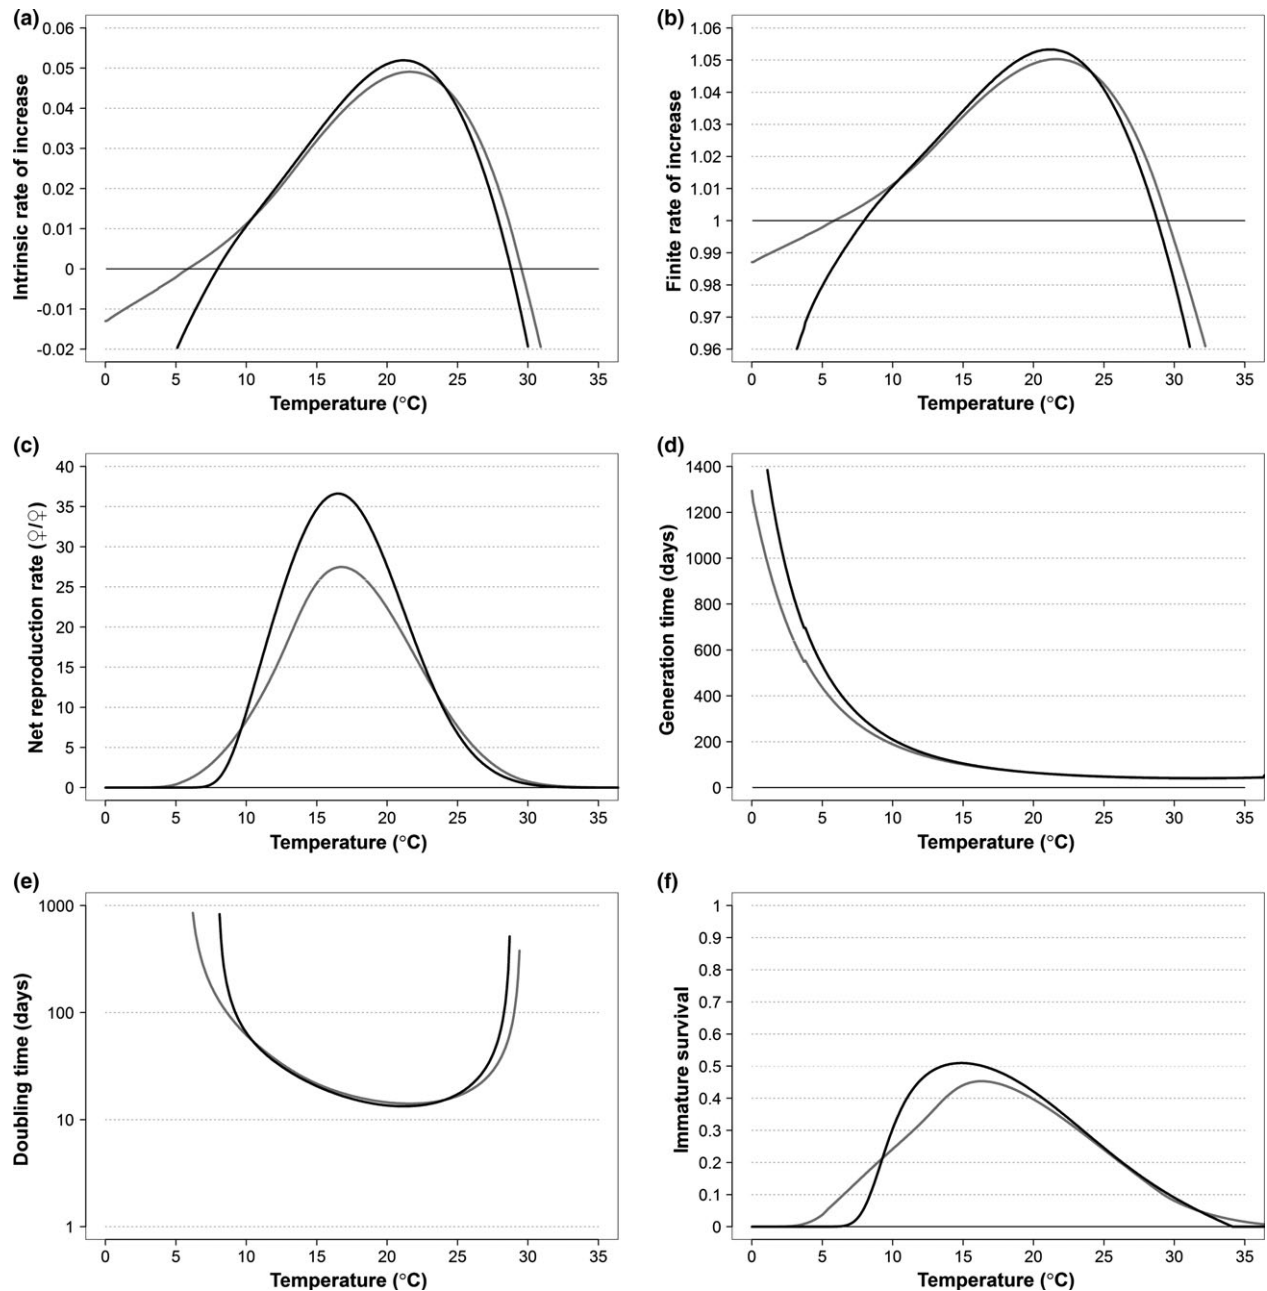 (a)
0.06
0.05
0.04
0.03
0.02
0.01
0
-0.01
-0.02
Intrinsic rate of increase
0 5 10 15 20 25 30 35
Temperature (°C)
(b)
1.06
1.05
1.04
1.03
1.02
1.01
1
0.99
0.98
0.97
0.96
Finite rate of increase
0 5 10 15 20 25 30 35
Temperature (°C)
(c)
40
35
30
25
20
15
10
5
0
Net reproduction rate (♀/♀)
0 5 10 15 20 25 30 35
Temperature (°C)
(d)
1400
1200
1000
800
600
400
200
0
Generation time (days)
0 5 10 15 20 25 30 35
Temperature (°C)
(e)
1000
100
10
1
Doubling time (days)
0 5 10 15 20 25 30 35
Temperature (°C)
(f)
1
0.9
0.8
0.7
0.6
0.5
0.4
0.3
0.2
0.1
0
Immature survival
0 5 10 15 20 25 30 35
Temperature (°C)